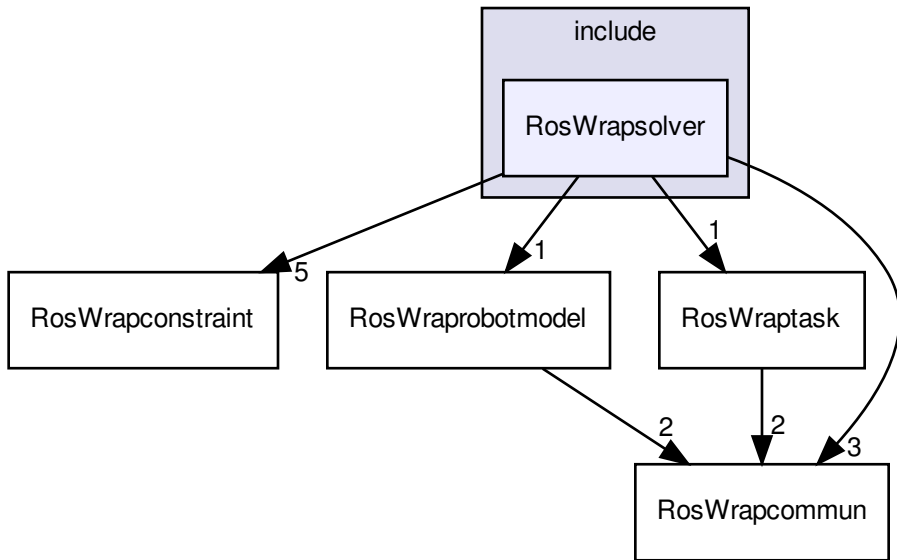 include
RosWrapsolver
1
1
5
RosWrapconstraint
RosWraprobotmodel
RosWraptask
2
2
3
RosWrapcommun